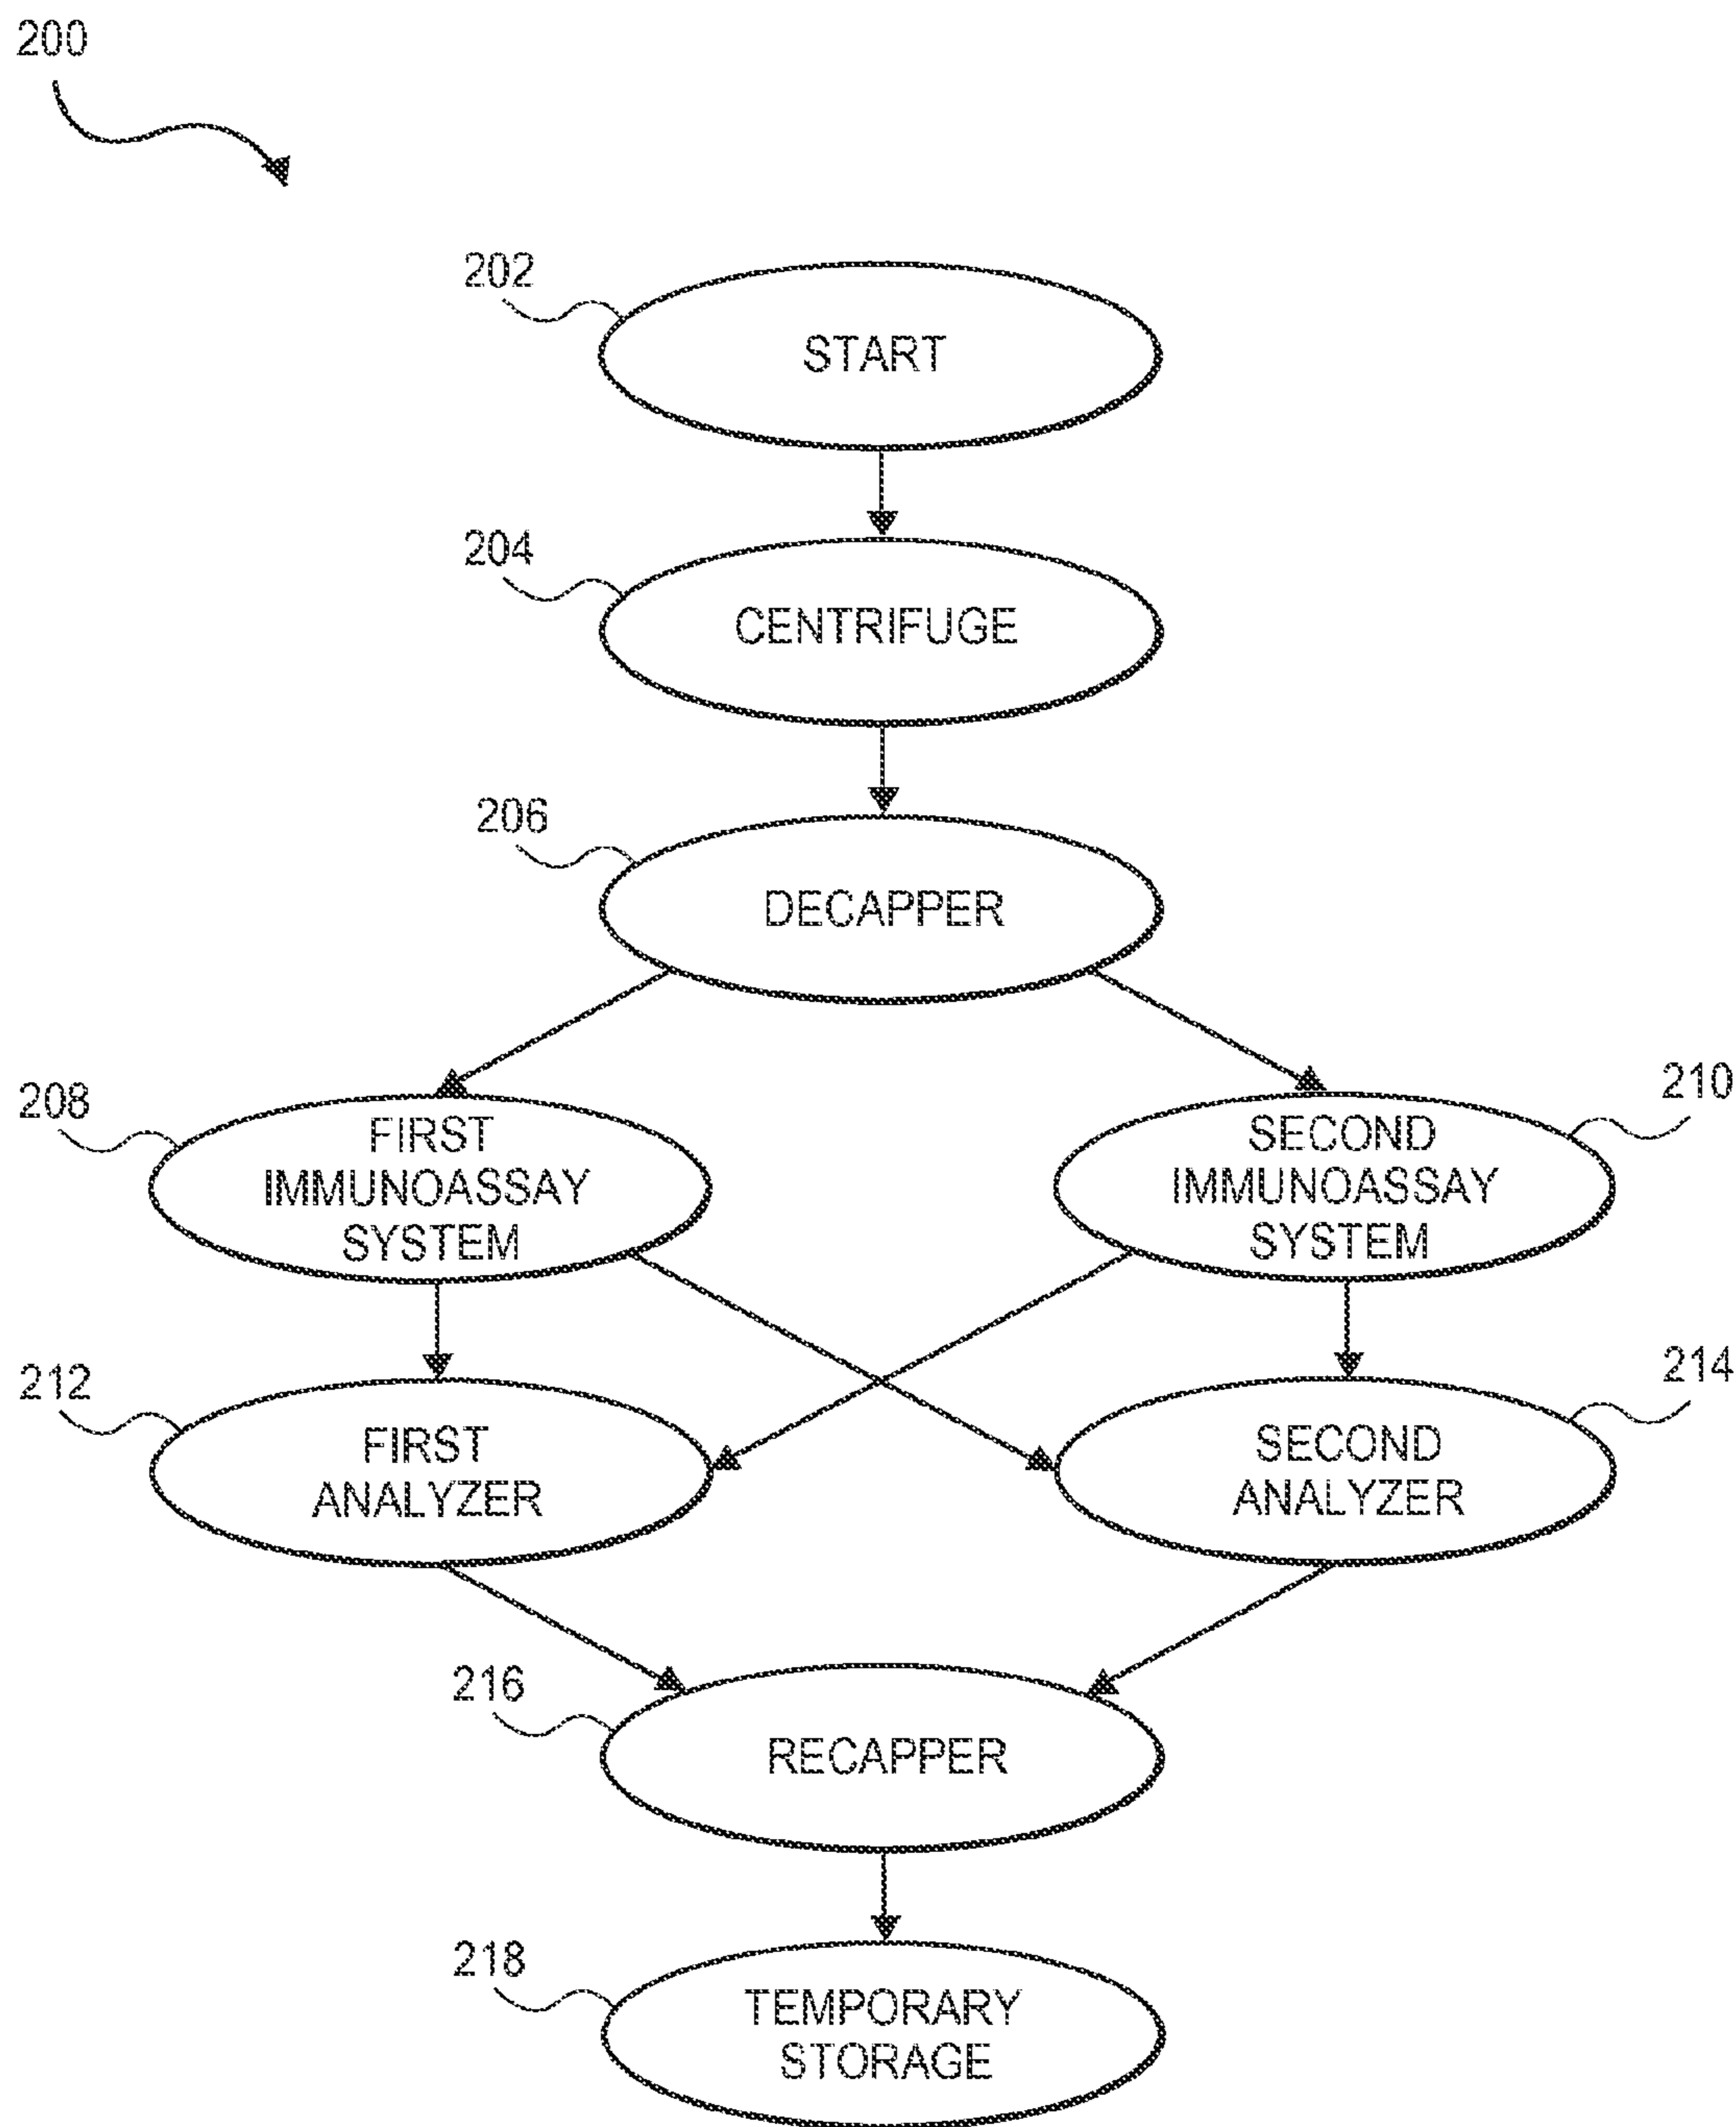 200
202
START
204
CENTRIFUGE
206
DECAPPER
208
FIRST
IMMUNOASSAY
SYSTEM
210
SECOND
IMMUNOASSAY
SYSTEM
212
FIRST
ANALYZER
214
SECOND
ANALYZER
216
RECAPPER
218
TEMPORARY
STORAGE